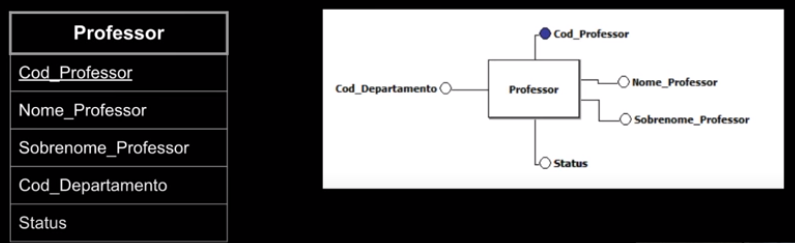 Professor
Cod_Professor
Nome_Professor
Sobrenome_Professor
Cod_Departamento
Status
Cod_Professor
Cod_Departamento
Professor
Nome_Professor
Sobrenome_Professor
Status